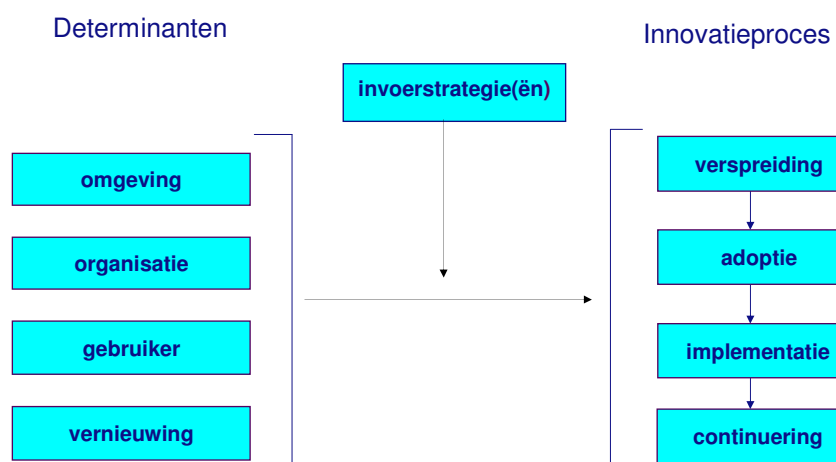 Determinanten
Innovatieproces
invoerstrategie(ën)
omgeving
organisatie
gebruiker
vernieuwing
verspreiding
adoptie
implementatie
continuering